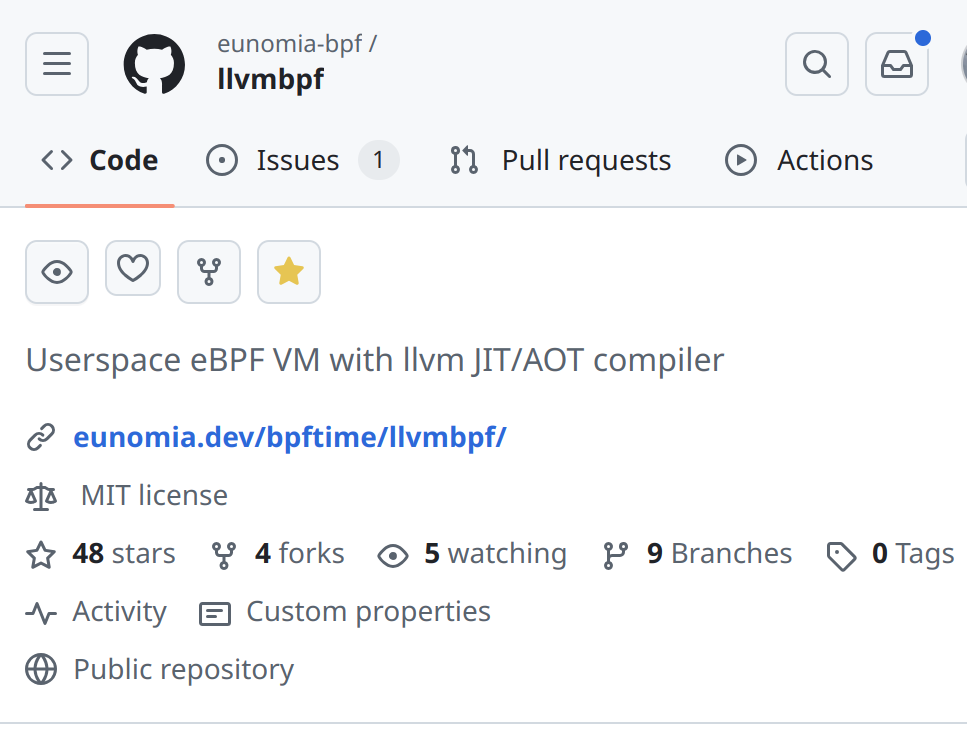 eunomia-bpf /
llvmbpf
Code Issues 1 Pull requests Actions
Userspace eBPF VM with llvm JIT/AOT compiler
eunomia.dev/bpftime/llvmbpf/
MIT license
48 stars 4 forks 5 watching 9 Branches 0 Tags
Activity Custom properties
Public repository